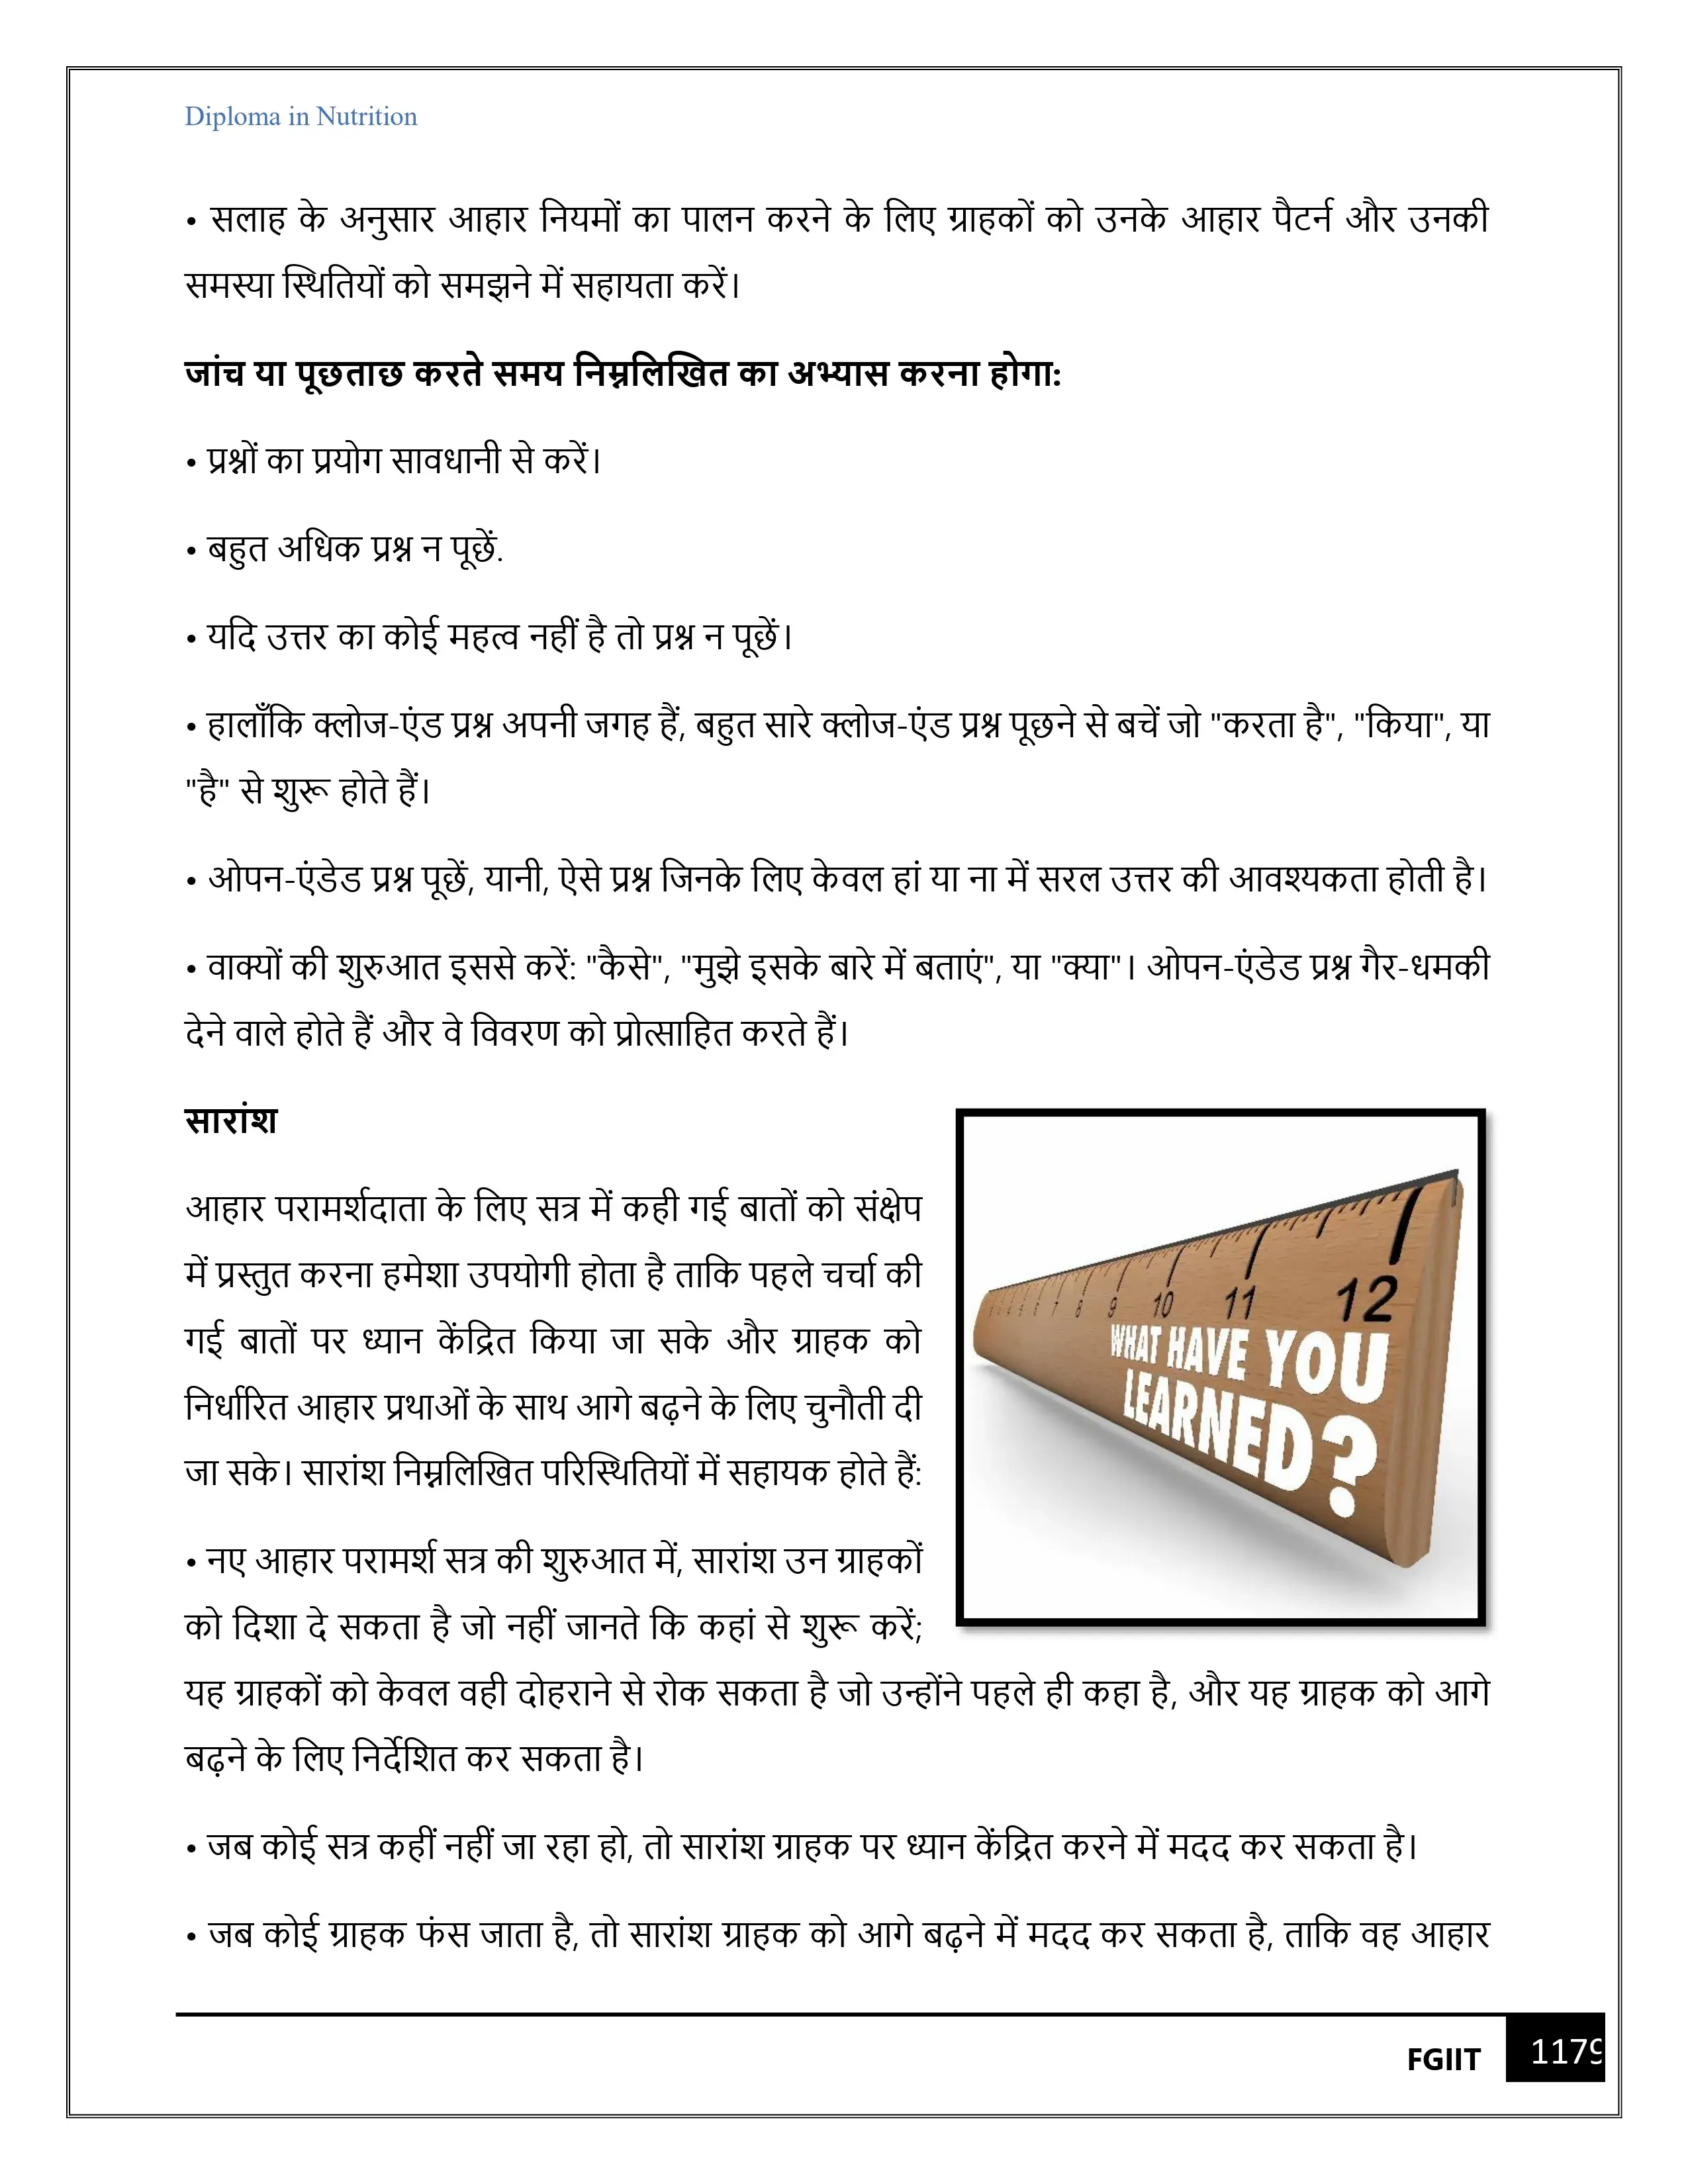 Diploma in Nutrition
• सलाह के अनुसार आहार नियमों का पालन करने के लिए ग्राहकों को उनके आहार पैटर्न और उनकी
समस्या स्थितियों को समझने में सहायता करें।
जांच या पूछताछ करते समय निम्नलिखित का अभ्यास करना होगा:
• प्रश्नों का प्रयोग सावधानी से करें।
• बहुत अधिक प्रश्न न पूछें.
• यदि उत्तर का कोई महत्व नहीं है तो प्रश्न न पूछें।
• हालाँकि क्लोज-एंड प्रश्न अपनी जगह हैं, बहुत सारे क्लोज-एंड प्रश्न पूछने से बचें जो "करता है", "किया", या
"है" से शुरू होते हैं।
• ओपन-एंडेड प्रश्न पूछें, यानी, ऐसे प्रश्न जिनके लिए केवल हां या ना में सरल उत्तर की आवश्यकता होती है।
• वाक्यों की शुरुआत इससे करें: "कैसे", "मुझे इसके बारे में बताएं", या "क्या"। ओपन-एंडेड प्रश्न गैर-धमकी
देने वाले होते हैं और वे विवरण को प्रोत्साहित करते हैं।
सारांश
आहार परामर्शदाता के लिए सत्र में कही गई बातों को संक्षेप
में प्रस्तुत करना हमेशा उपयोगी होता है ताकि पहले चर्चा की
गई बातों पर ध्यान केंद्रित किया जा सके और ग्राहक को
निर्धारित आहार प्रथाओं के साथ आगे बढ़ने के लिए चुनौती दी
जा सके। सारांश निम्नलिखित परिस्थितियों में सहायक होते हैं:
• नए आहार परामर्श सत्र की शुरुआत में, सारांश उन ग्राहकों
को दिशा दे सकता है जो नहीं जानते कि कहां से शुरू करें;
यह ग्राहकों को केवल वही दोहराने से रोक सकता है जो उन्होंने पहले ही कहा है, और यह ग्राहक को आगे
बढ़ने के लिए निर्देशित कर सकता है।
• जब कोई सत्र कहीं नहीं जा रहा हो, तो सारांश ग्राहक पर ध्यान केंद्रित करने में मदद कर सकता है।
• जब कोई ग्राहक फंस जाता है, तो सारांश ग्राहक को आगे बढ़ने में मदद कर सकता है, ताकि वह आहार
6 7 8 9 10 11 12
WHAT HAVE YOU
LEARNED?
FGIIT 1179